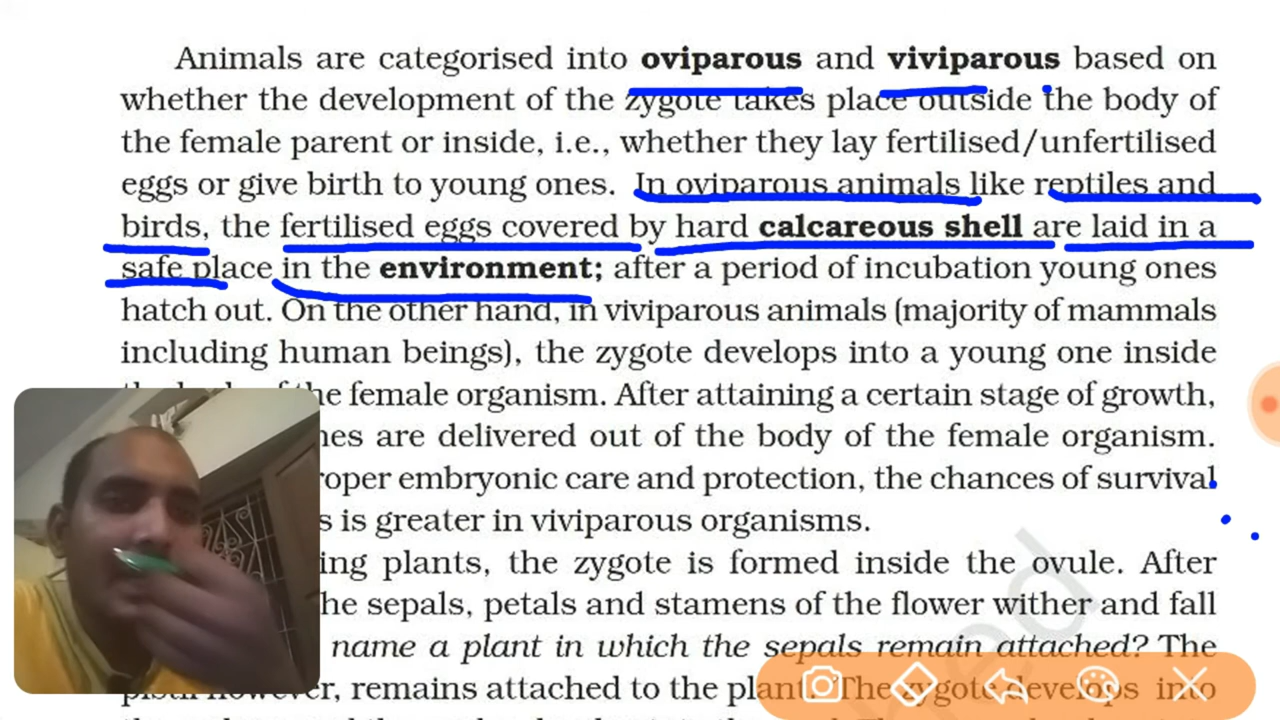 Animals are categorised into oviparous and viviparous based on
whether the development of the zygote takes place outside the body of
the female parent or inside, i.e., whether they lay fertilised/unfertilised
eggs or give birth to young ones. In oviparous animals like reptiles and
birds, the fertilised eggs covered by hard calcareous shell are laid in a
safe place in the environment; after a period of incubation young ones
hatch out. On the other hand, in viviparous animals (majority of mammals
including human beings), the zygote develops into a young one inside
the female organism. After attaining a certain stage of growth,
are delivered out of the body of the female organism.
embryonic care and protection, the chances of survival
is greater in viviparous organisms.
plants, the zygote is formed inside the ovule. After
the sepals, petals and stamens of the flower wither and fall
name a plant in which the sepals remain attached? The
pistil however, remains attached to the plant. The zygote develops into